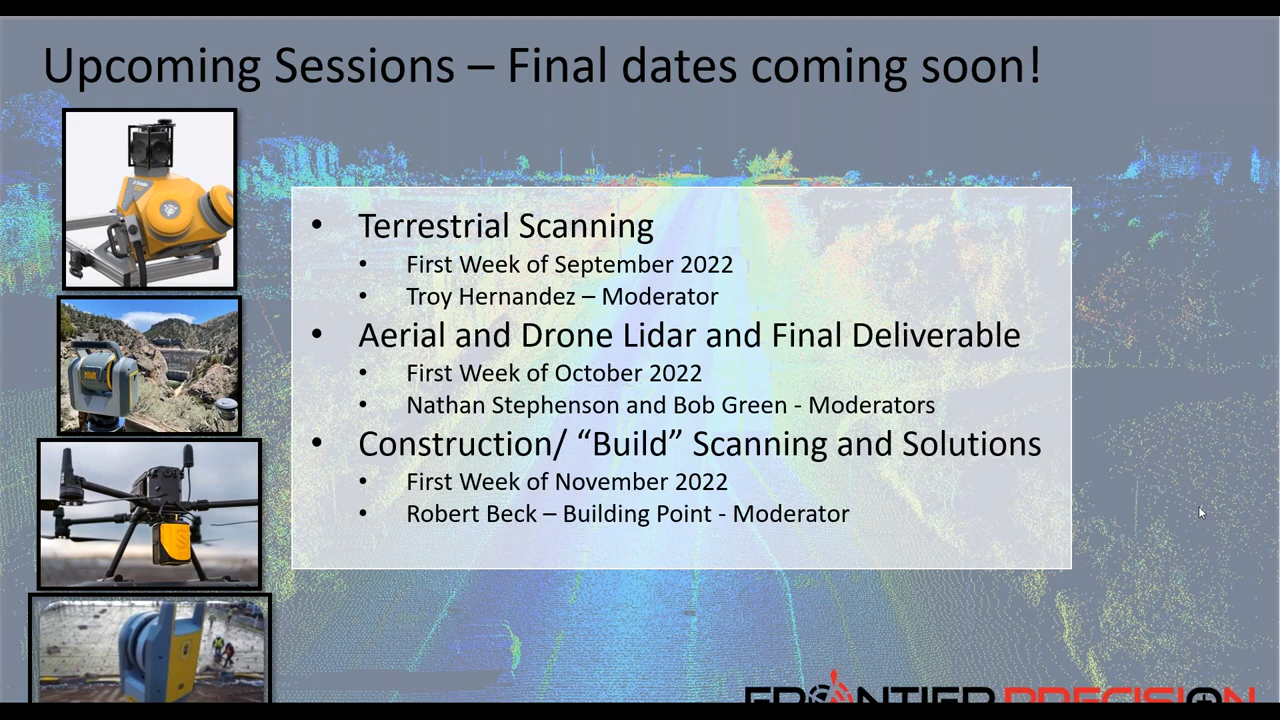 Upcoming Sessions – Final dates coming soon!
• Terrestrial Scanning
• First Week of September 2022
• Troy Hernandez – Moderator
• Aerial and Drone Lidar and Final Deliverable
• First Week of October 2022
• Nathan Stephenson and Bob Green - Moderators
• Construction/ “Build” Scanning and Solutions
• First Week of November 2022
• Robert Beck – Building Point - Moderator
FRONTIER PRECISION